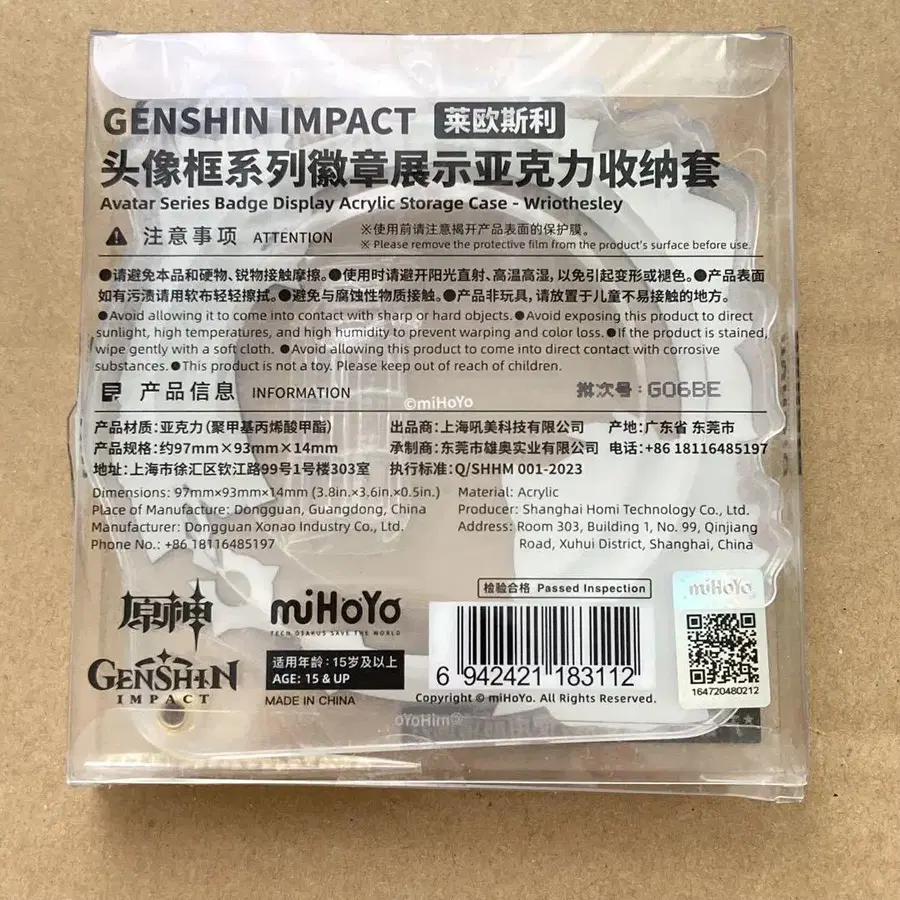 GENSHIN IMPACT 莱欧斯利
头像框系列徽章展示亚克力收纳套
Avatar Series Badge Display Acrylic Storage Case - Wriothesley
注意事项 ATTENTION
※使用前请注意揭开产品表面的保护膜。
※ Please remove the protective film from the product's surface before use.
●请避免本品和硬物、锐物接触摩擦。●使用时请避开阳光直射、高温高湿，以免引起变形或褪色。●产品表面
如有污渍请用软布轻轻擦拭。●避免与腐蚀性物质接触。●产品非玩具，请放置于儿童不易接触的地方。
●Avoid allowing it to come into contact with sharp or hard objects. ●Avoid exposing this product to direct
sunlight, high temperatures, and high humidity to prevent warping and color loss. ●If the product is stained,
wipe gently with a soft cloth. ●Avoid allowing this product to come into direct contact with corrosive
substances. ●This product is not a toy. Please keep out of reach of children.
产品信息 INFORMATION
批次号：G06BE
©miHoYo
产品材质：亚克力（聚甲基丙烯酸甲酯） 出品商：上海吼美科技有限公司 产地：广东省 东莞市
产品规格：约97mm×93mm×14mm 承制商：东莞市雄奥实业有限公司 电话：+86 18116485197
地址：上海市徐汇区钦江路99号1号楼303室 执行标准：Q/SHHM 001-2023
Dimensions: 97mm×93mm×14mm (3.8in.×3.6in.×0.5in.) Material: Acrylic
Place of Manufacture: Dongguan, Guangdong, China Producer: Shanghai Homi Technology Co., Ltd.
Manufacturer: Dongguan Xonao Industry Co., Ltd. Address: Room 303, Building 1, No. 99, Qinjiang
Phone No.: +86 18116485197 Road, Xuhui District, Shanghai, China
检验合格 Passed Inspection
miHoYo
原神
miHoYo
TECH OTAKUS SAVE THE WORLD
GENSHIN
IMPACT
适用年龄：15岁及以上
AGE: 15 & UP
MADE IN CHINA
6 942421 183112
Copyright © miHoYo. All Rights Reserved.
164720480212